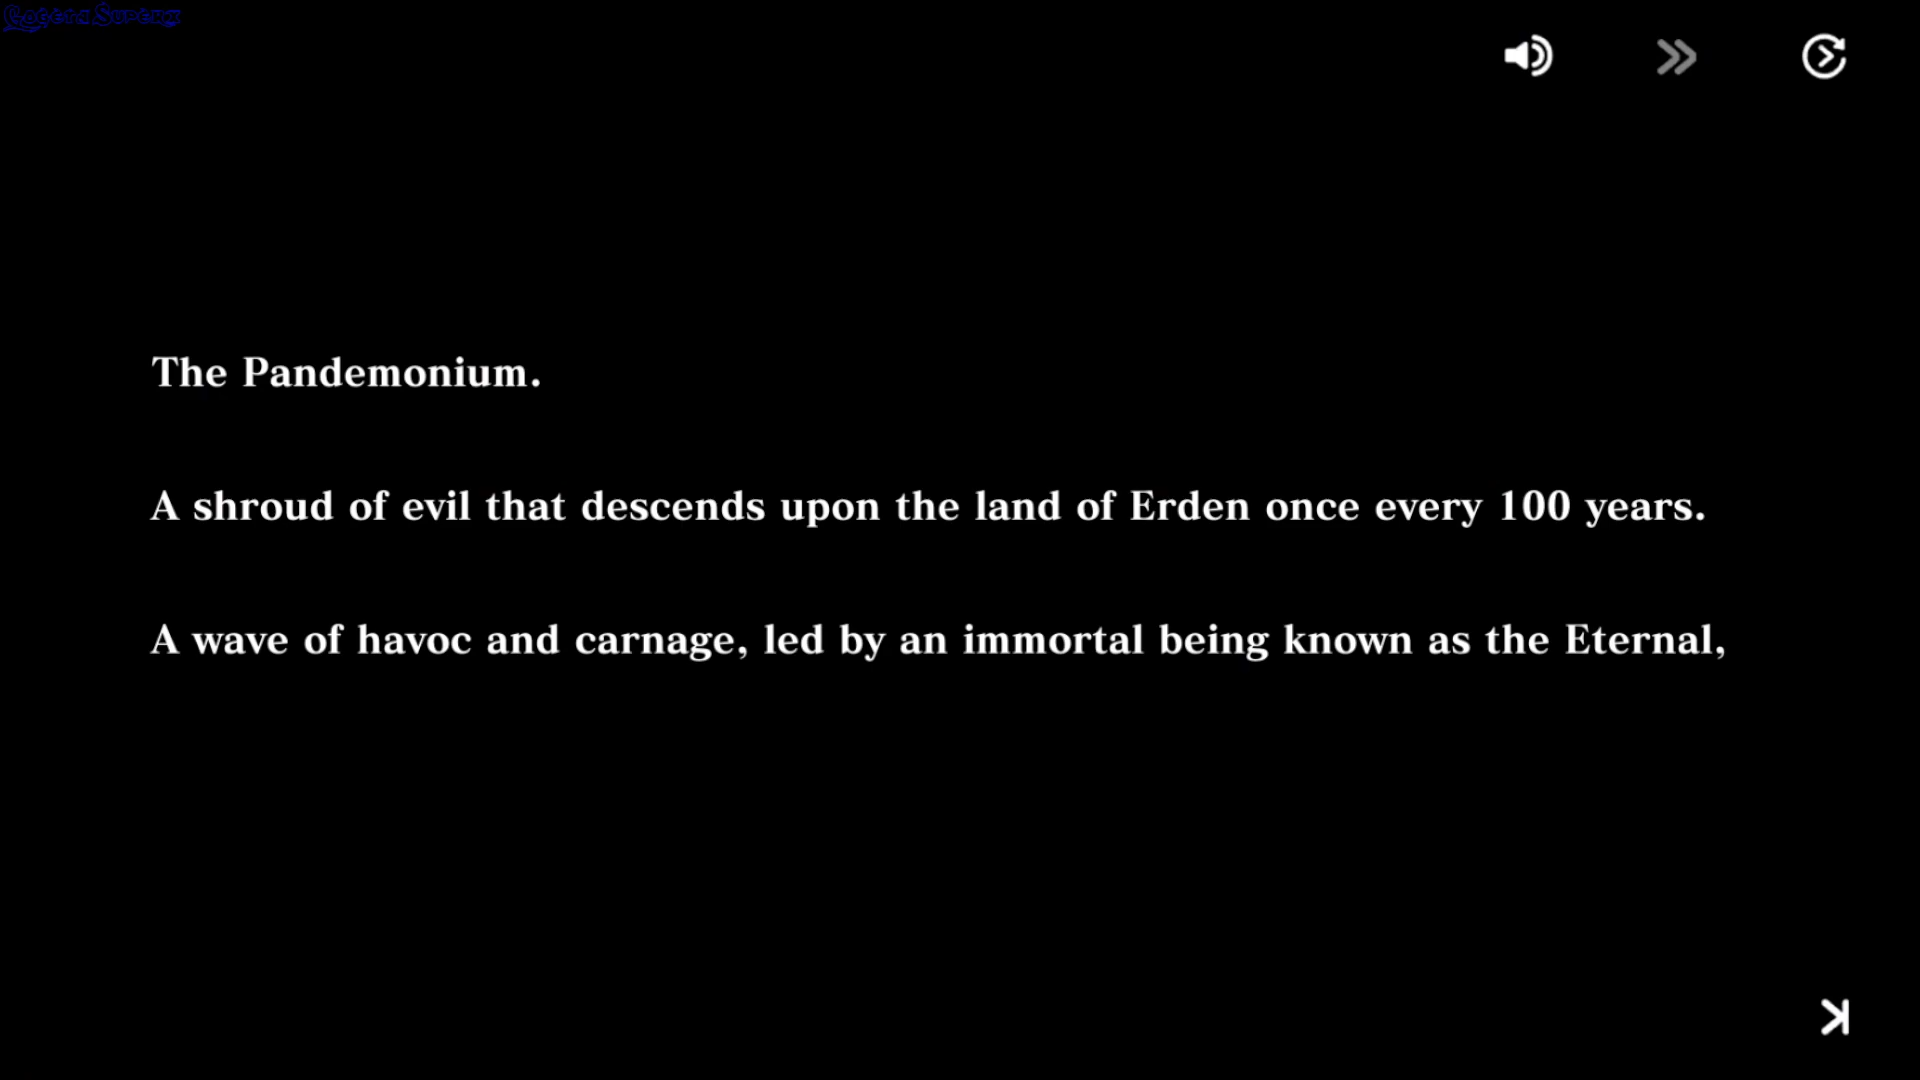 The Pandemonium.
A shroud of evil that descends upon the land of Erden once every 100 years.
A wave of havoc and carnage, led by an immortal being known as the Eternal,